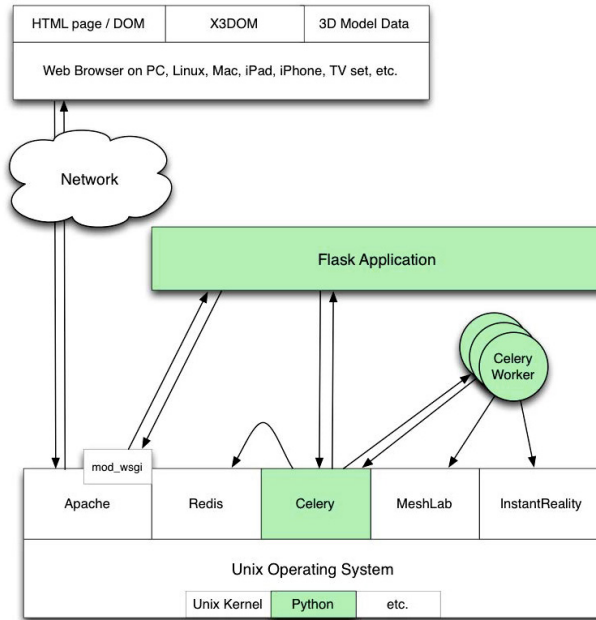 HTML page / DOM
X3DOM
3D Model Data
Web Browser on PC, Linux, Mac, iPad, iPhone, TV set, etc.
Network
Flask Application
Celery
Worker
mod_wsgi
Apache
Redis
Celery
MeshLab
InstantReality
Unix Operating System
Unix Kernel
Python
etc.